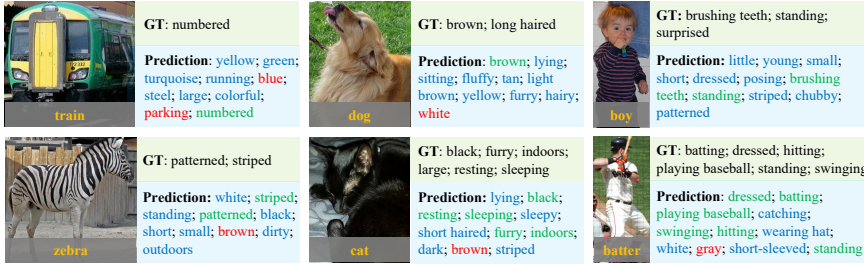 GT: numbered
Prediction: yellow; green;
turquoise; running; blue;
steel; large; colorful;
parking; numbered
train
GT: brown; long haired
Prediction: brown; lying;
sitting; fluffy; tan; light
brown; yellow; furry; hairy;
white
dog
GT: brushing teeth; standing;
surprised
Prediction: little; young; small;
short; dressed; posing; brushing
teeth; standing; striped; chubby;
patterned
boy
GT: patterned; striped
Prediction: white; striped;
standing; patterned; black;
short; small; brown; dirty;
outdoors
zebra
GT: black; furry; indoors;
large; resting; sleeping
Prediction: lying; black;
resting; sleeping; sleepy;
short haired; furry; indoors;
dark; brown; striped
cat
GT: batting; dressed; hitting;
playing baseball; standing; swinging
Prediction: dressed; batting;
playing baseball; catching;
swinging; hitting; wearing hat;
white; gray; short-sleeved; standing
batter